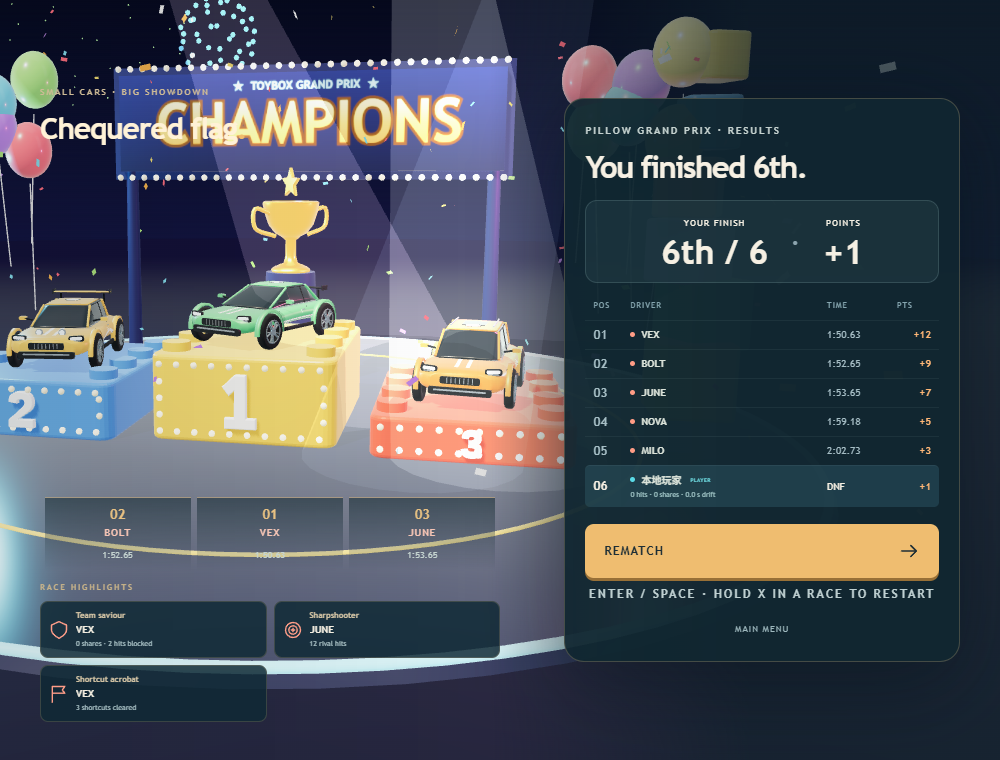 SMALL CARS · BIG SHOWDOWN
Chequered flag
★ TOYBOX GRAND PRIX ★
CHAMPIONS
2
1
3
02
BOLT
1:52.65
01
VEX
1:50.63
03
JUNE
1:53.65
RACE HIGHLIGHTS
Team saviour
VEX
0 shares · 2 hits blocked
Sharpshooter
JUNE
12 rival hits
Shortcut acrobat
VEX
3 shortcuts cleared
PILLOW GRAND PRIX · RESULTS
You finished 6th.
YOUR FINISH
6th / 6
·
POINTS
+1
POS DRIVER TIME PTS
01 VEX 1:50.63 +12
02 BOLT 1:52.65 +9
03 JUNE 1:53.65 +7
04 NOVA 1:59.18 +5
05 MILO 2:02.73 +3
06 本地玩家 PLAYER DNF +1
0 hits · 0 shares · 0.0 s drift
REMATCH →
ENTER / SPACE · HOLD X IN A RACE TO RESTART
MAIN MENU